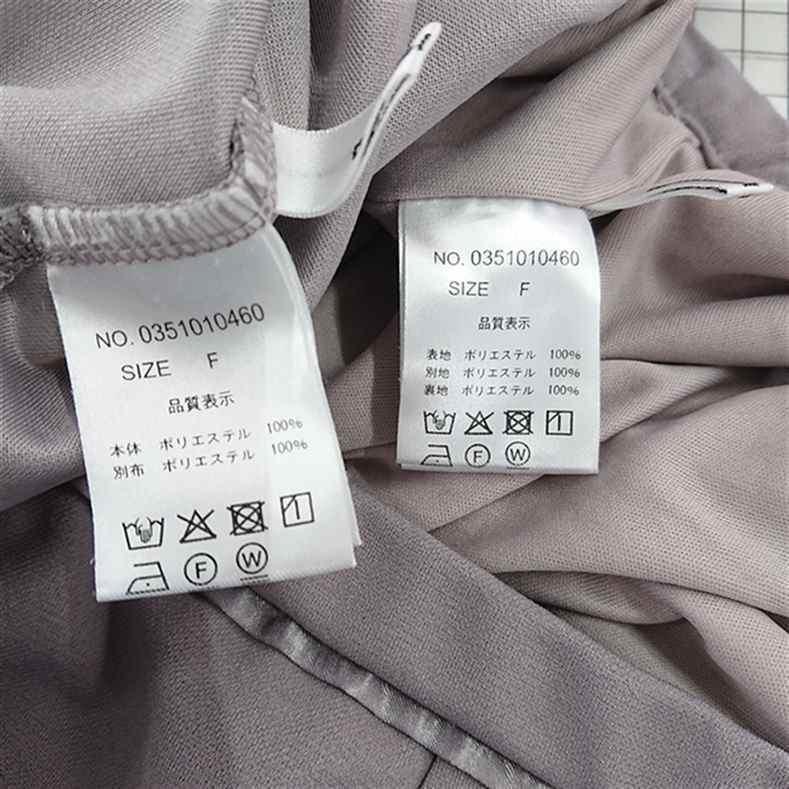 NO. 0351010460
SIZE F
品質表示
本体 ポリエステル 100%
別布 ポリエステル 100%
F W
NO. 0351010460
SIZE F
品質表示
表地 ポリエステル 100%
別地 ポリエステル 100%
裏地 ポリエステル 100%
F W